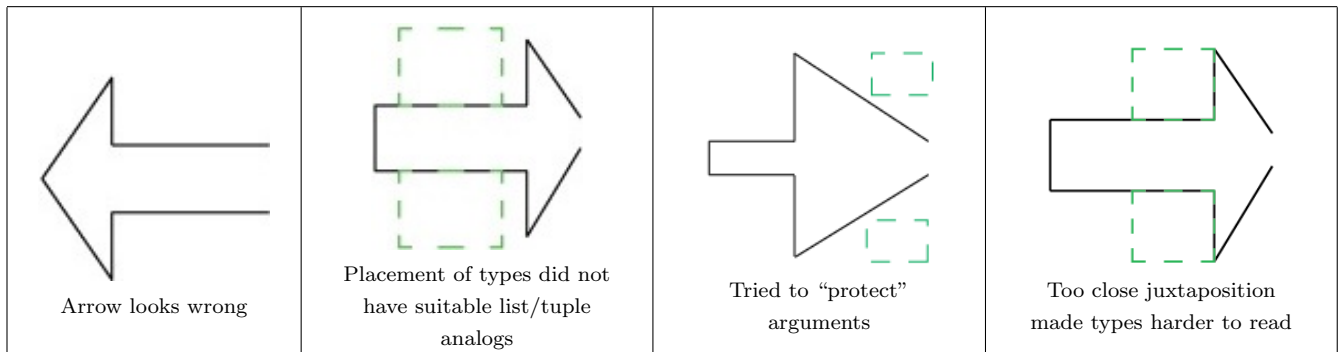 Arrow looks wrong
Placement of types did not
have suitable list/tuple
analogs
Tried to “protect”
arguments
Too close juxtaposition
made types harder to read